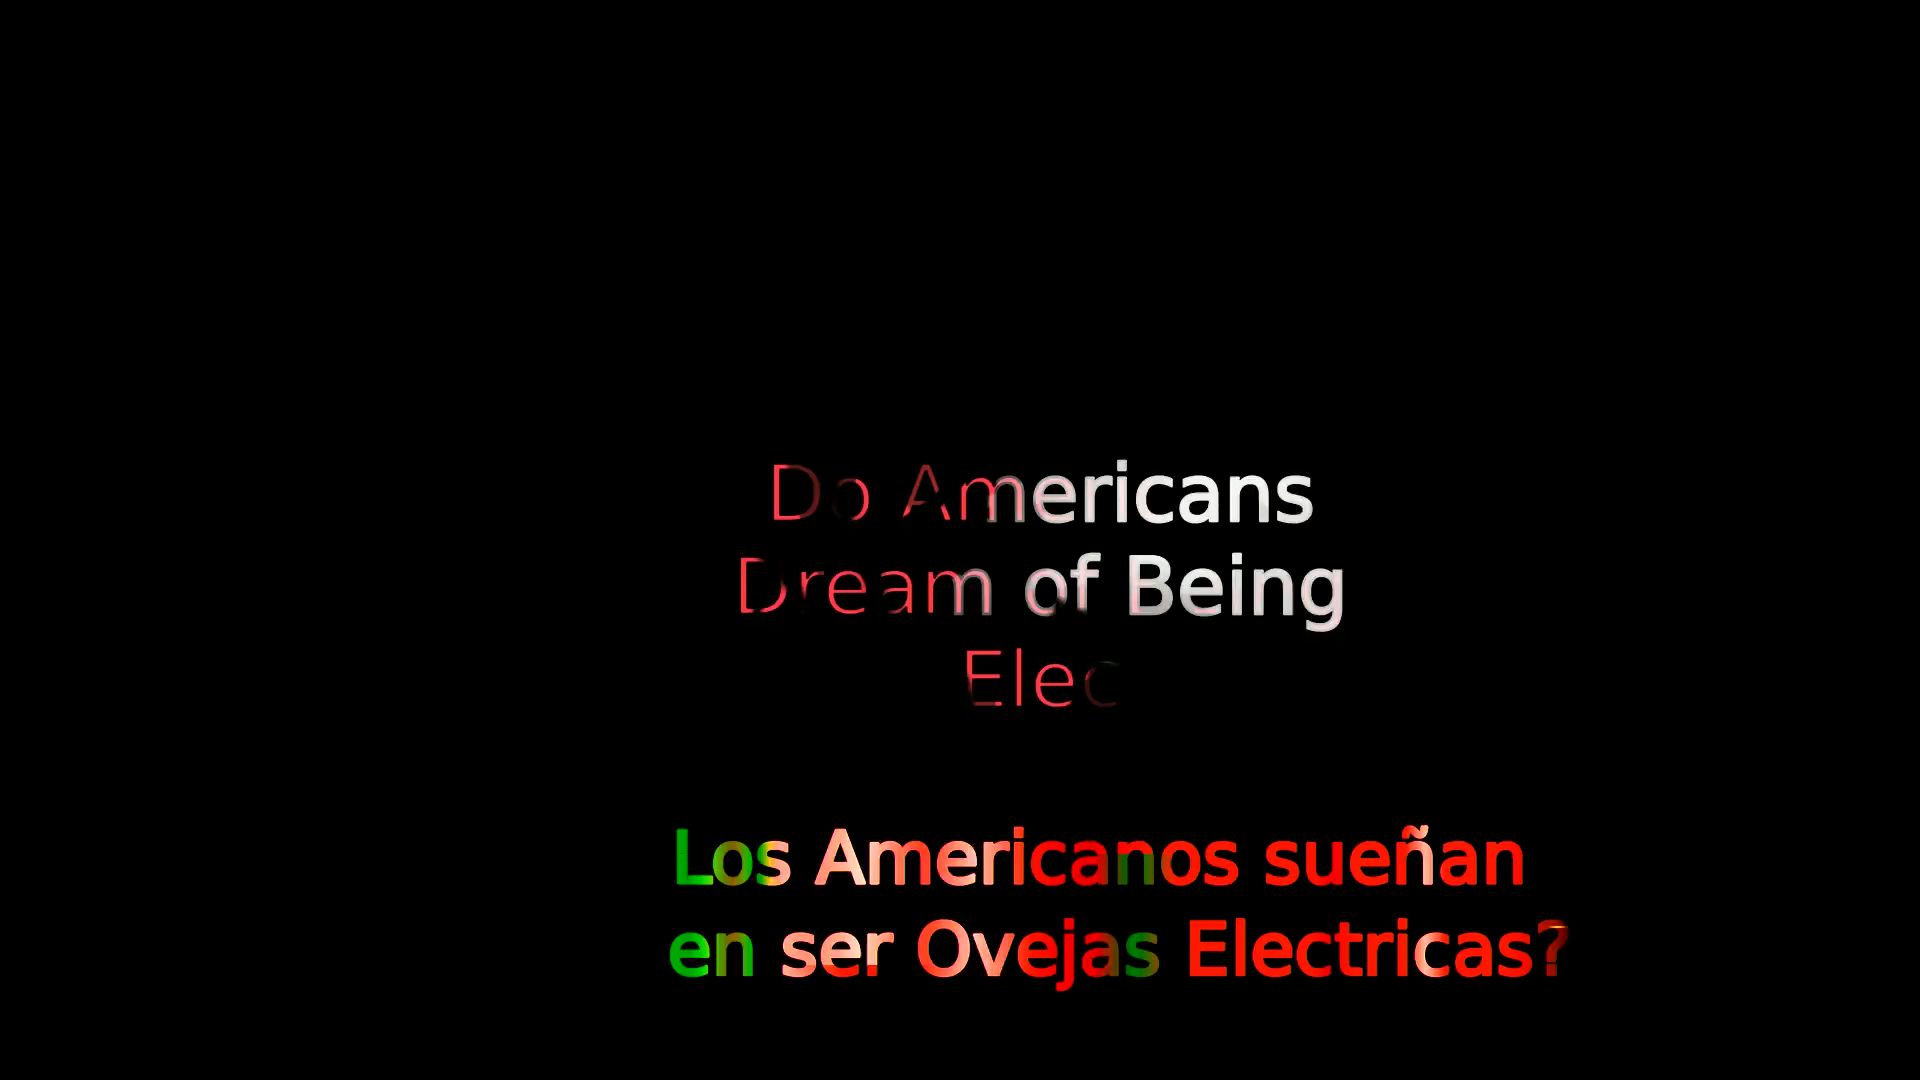 Do Americans
Dream of Being
Elec
Los Americanos sueñan
en ser Ovejas Electricas?